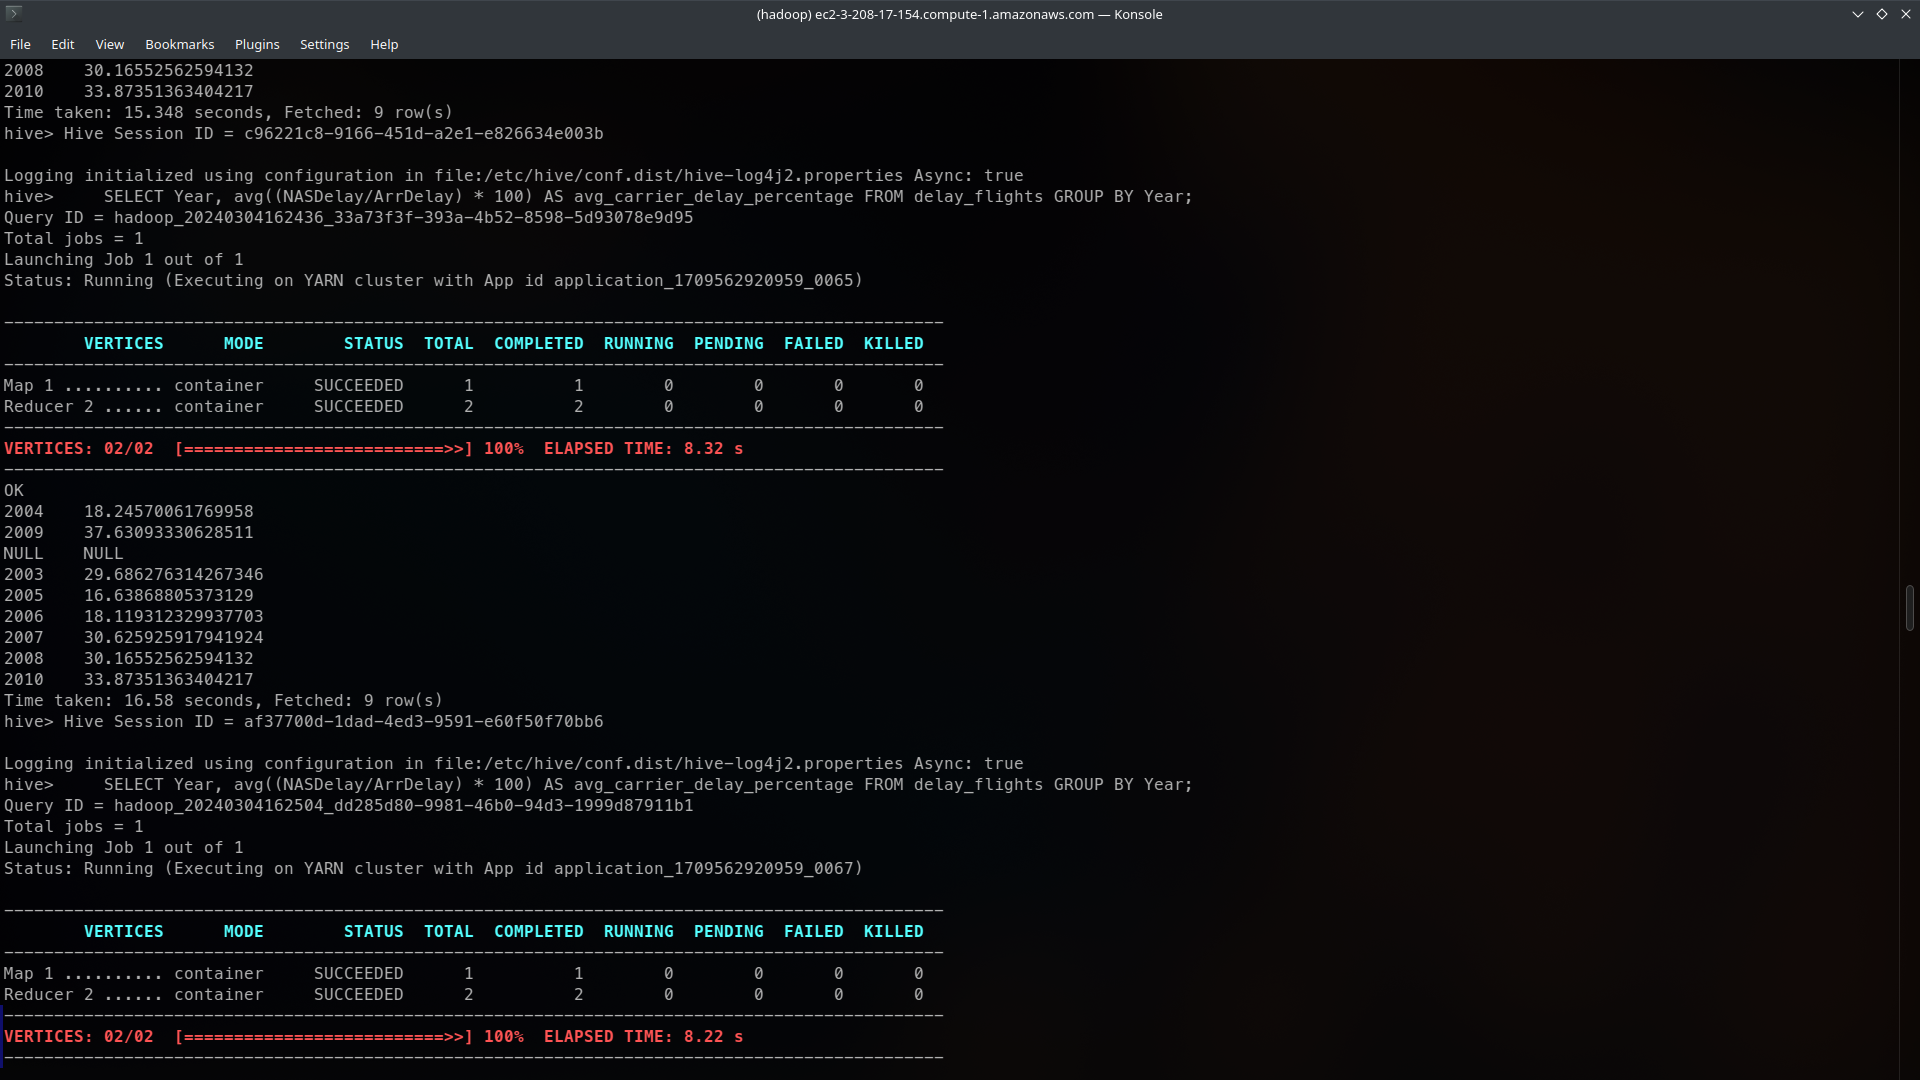 (hadoop) ec2-3-208-17-154.compute-1.amazonaws.com — Konsole
File Edit View Bookmarks Plugins Settings Help
2008    30.16552562594132
2010    33.87351363404217
Time taken: 15.348 seconds, Fetched: 9 row(s)
hive> Hive Session ID = c96221c8-9166-451d-a2e1-e826634e003b
Logging initialized using configuration in file:/etc/hive/conf.dist/hive-log4j2.properties Async: true
hive>     SELECT Year, avg((NASDelay/ArrDelay) * 100) AS avg_carrier_delay_percentage FROM delay_flights GROUP BY Year;
Query ID = hadoop_20240304162436_33a73f3f-393a-4b52-8598-5d93078e9d95
Total jobs = 1
Launching Job 1 out of 1
Status: Running (Executing on YARN cluster with App id application_1709562920959_0065)
----------------------------------------------------------------------------------------------
        VERTICES      MODE        STATUS  TOTAL  COMPLETED  RUNNING  PENDING  FAILED  KILLED
----------------------------------------------------------------------------------------------
Map 1 .......... container     SUCCEEDED      1          1        0        0       0       0
Reducer 2 ...... container     SUCCEEDED      2          2        0        0       0       0
----------------------------------------------------------------------------------------------
VERTICES: 02/02  [==========================>>] 100%  ELAPSED TIME: 8.32 s
----------------------------------------------------------------------------------------------
OK
2004    18.24570061769958
2009    37.63093330628511
NULL    NULL
2003    29.686276314267346
2005    16.63868805373129
2006    18.119312329937703
2007    30.625925917941924
2008    30.16552562594132
2010    33.87351363404217
Time taken: 16.58 seconds, Fetched: 9 row(s)
hive> Hive Session ID = af37700d-1dad-4ed3-9591-e60f50f70bb6
Logging initialized using configuration in file:/etc/hive/conf.dist/hive-log4j2.properties Async: true
hive>     SELECT Year, avg((NASDelay/ArrDelay) * 100) AS avg_carrier_delay_percentage FROM delay_flights GROUP BY Year;
Query ID = hadoop_20240304162504_dd285d80-9981-46b0-94d3-1999d87911b1
Total jobs = 1
Launching Job 1 out of 1
Status: Running (Executing on YARN cluster with App id application_1709562920959_0067)
----------------------------------------------------------------------------------------------
        VERTICES      MODE        STATUS  TOTAL  COMPLETED  RUNNING  PENDING  FAILED  KILLED
----------------------------------------------------------------------------------------------
Map 1 .......... container     SUCCEEDED      1          1        0        0       0       0
Reducer 2 ...... container     SUCCEEDED      2          2        0        0       0       0
----------------------------------------------------------------------------------------------
VERTICES: 02/02  [==========================>>] 100%  ELAPSED TIME: 8.22 s
----------------------------------------------------------------------------------------------